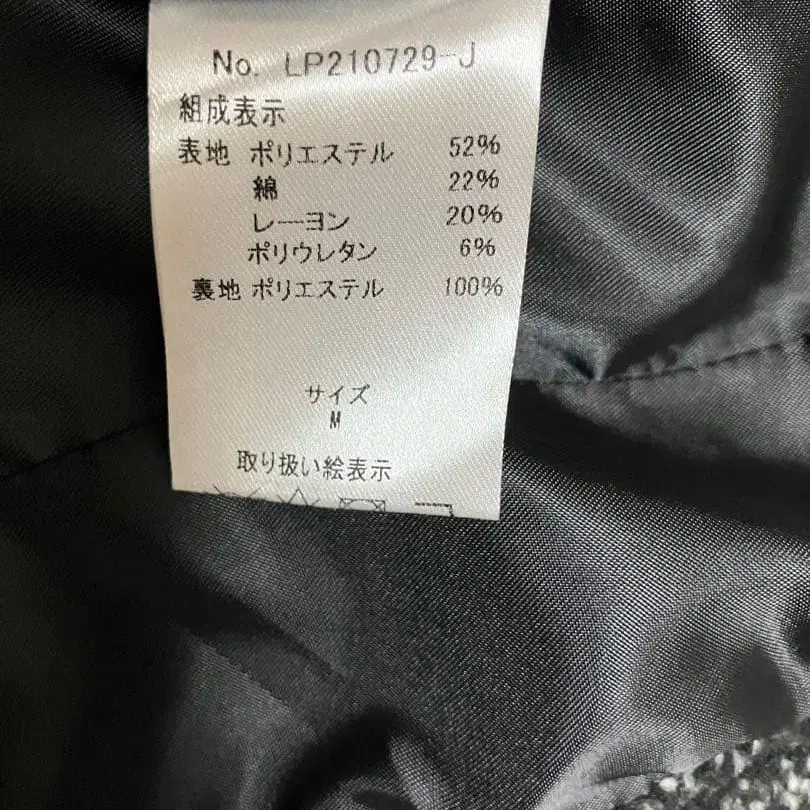 No. LP210729-J
組成表示
表地 ポリエステル 52%
綿 22%
レーヨン 20%
ポリウレタン 6%
裏地 ポリエステル 100%
サイズ
M
取り扱い絵表示